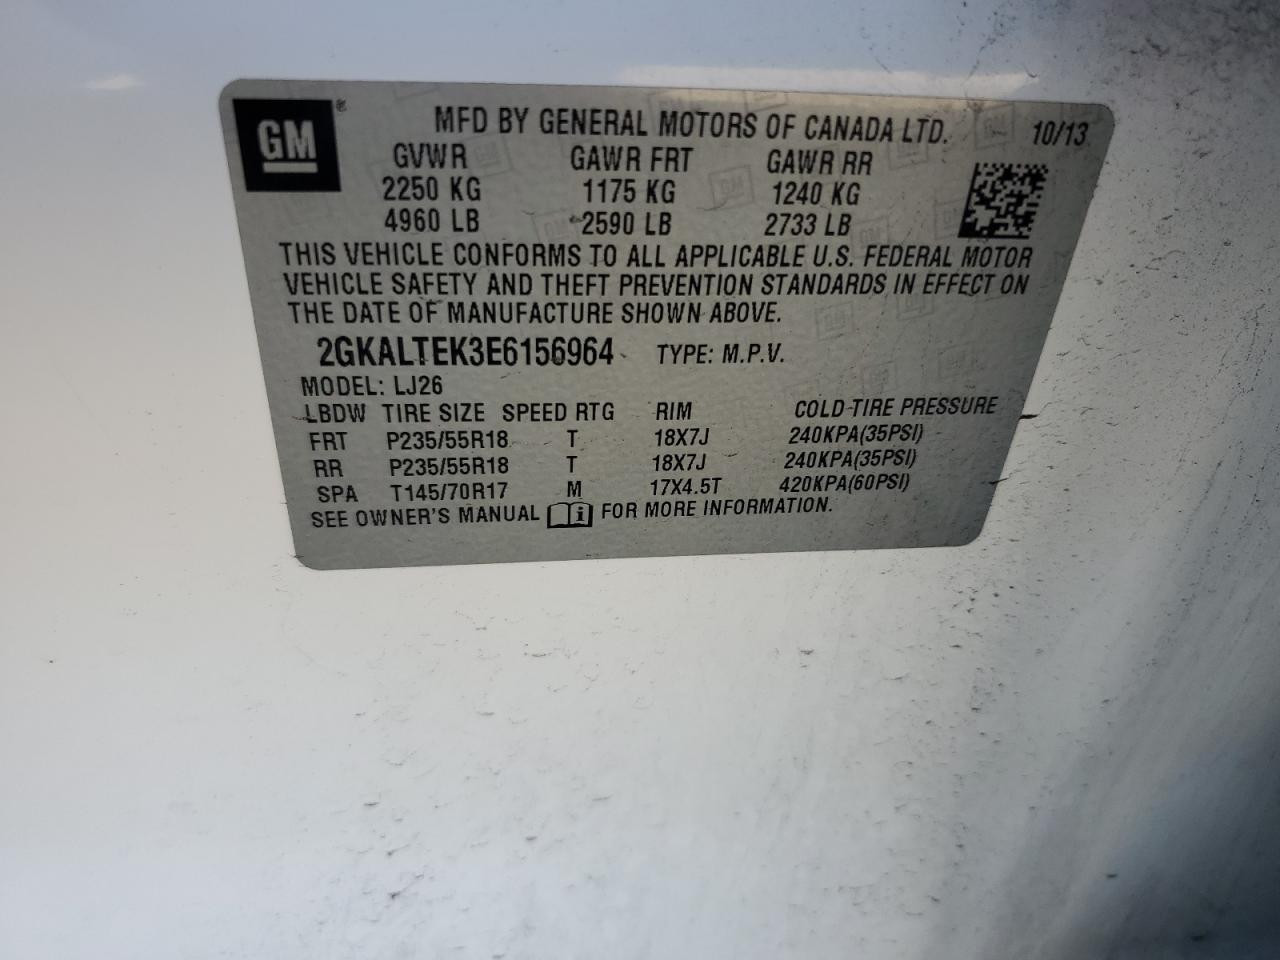 GM ®
MFD BY GENERAL MOTORS OF CANADA LTD. 10/13
GVWR GAWR FRT GAWR RR
2250 KG 1175 KG 1240 KG
4960 LB 2590 LB 2733 LB
THIS VEHICLE CONFORMS TO ALL APPLICABLE U.S. FEDERAL MOTOR
VEHICLE SAFETY AND THEFT PREVENTION STANDARDS IN EFFECT ON
THE DATE OF MANUFACTURE SHOWN ABOVE.
2GKALTEK3E6156964 TYPE: M.P.V.
MODEL: LJ26
LBDW TIRE SIZE SPEED RTG RIM COLD TIRE PRESSURE
FRT P235/55R18 T 18X7J 240KPA(35PSI)
RR P235/55R18 T 18X7J 240KPA(35PSI)
SPA T145/70R17 M 17X4.5T 420KPA(60PSI)
SEE OWNER'S MANUAL i FOR MORE INFORMATION.